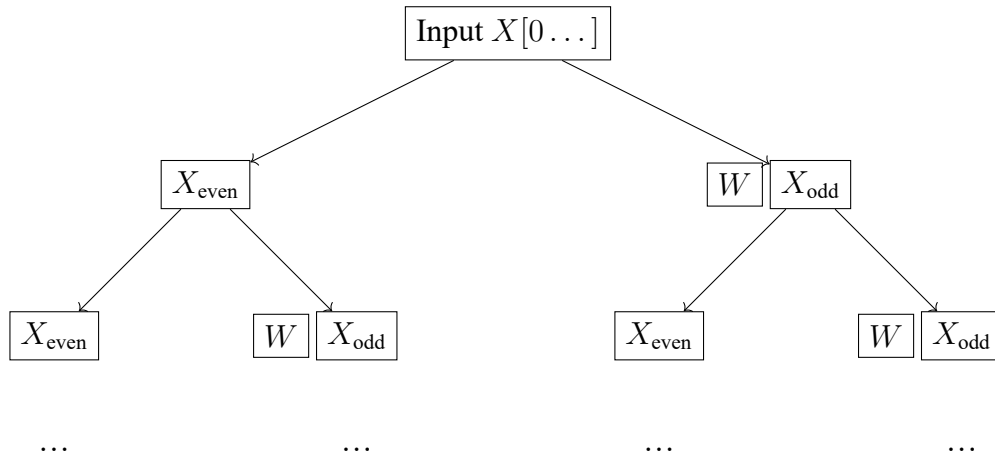 Input X[0…]
X_even W X_odd
X_even W X_odd X_even W X_odd
… … … …